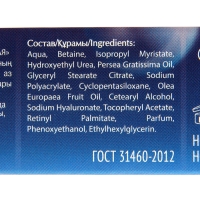 Состав/Құрамы/Ingredients:
Aqua, Betaine, Isopropyl Myristate,
Hydroxyethyl Urea, Persea Gratissima Oil,
Glyceryl Stearate Citrate, Sodium
Polyacrylate, Cyclopentasiloxane, Olea
Europaea Fruit Oil, Cetearyl Alcohol,
Sodium Hyaluronate, Tocopheryl Acetate,
Retinyl Palmitate, Parfum,
Phenoxyethanol, Ethylhexylglycerin.
ГОСТ 31460-2012